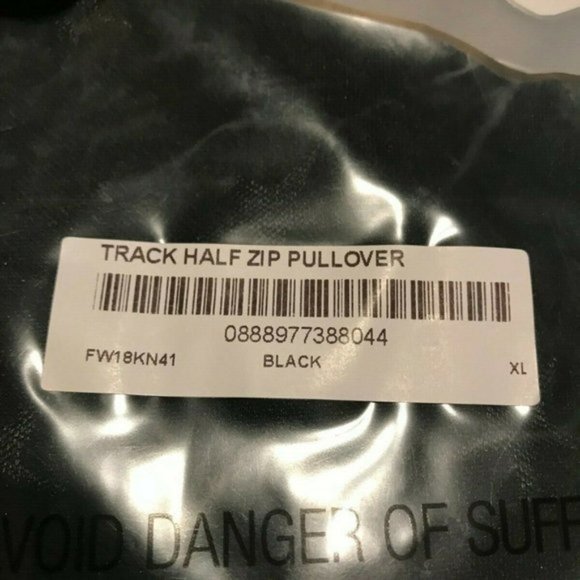 TRACK HALF ZIP PULLOVER
0888977388044
FW18KN41 BLACK XL
VOID DANGER OF SUFF